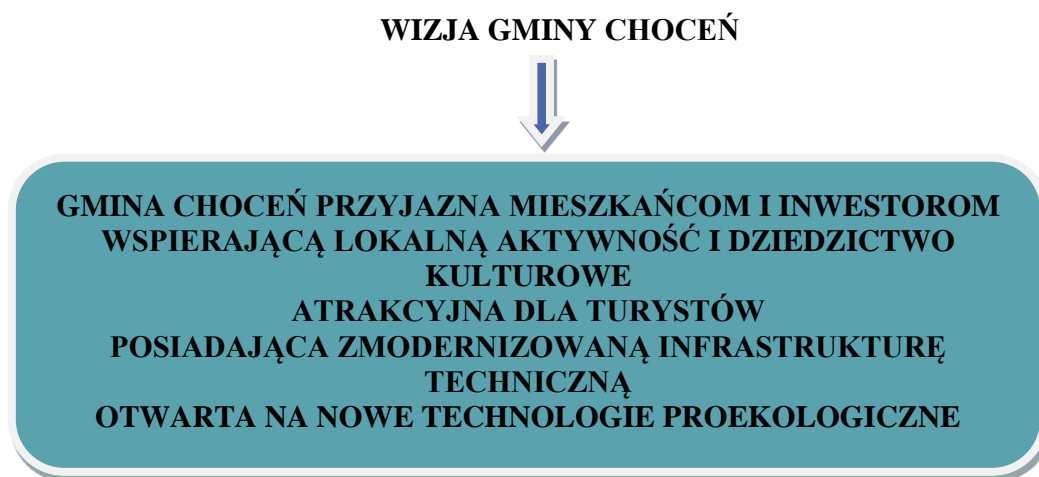 WIZJA GMINY CHOCEŃ
GMINA CHOCEŃ PRZYJAZNA MIESZKAŃCOM I INWESTOROM
WSPIERAJĄCĄ LOKALNĄ AKTYWNOŚĆ I DZIEDZICTWO
KULTUROWE
ATRAKCYJNA DLA TURYSTÓW
POSIADAJĄCA ZMODERNIZOWANĄ INFRASTRUKTURĘ
TECHNICZNĄ
OTWARTA NA NOWE TECHNOLOGIE PROEKOLOGICZNE